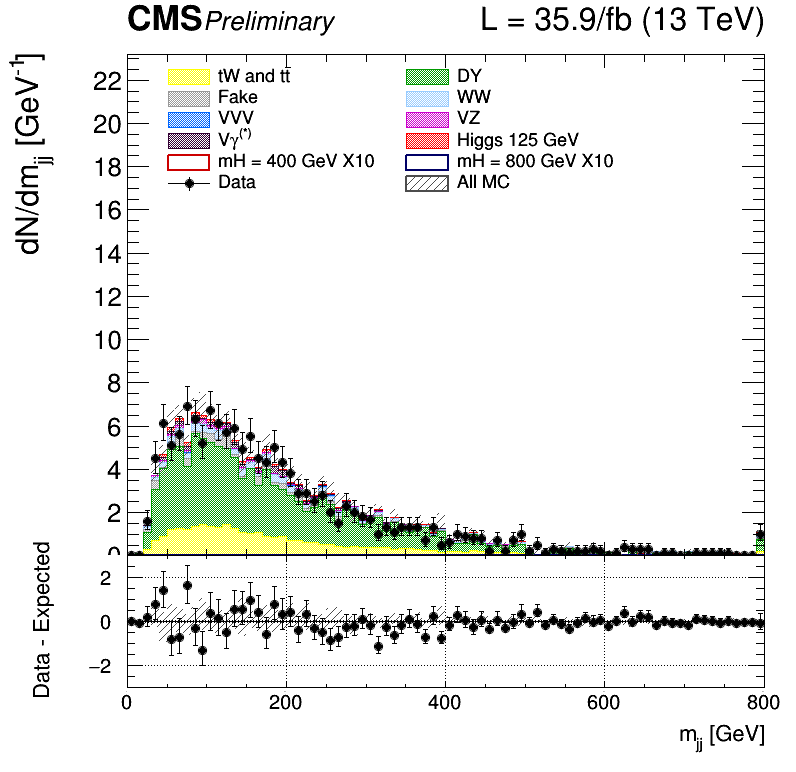 CMS Preliminary L = 35.9/fb (13 TeV)
dN/dm_jj [GeV^-1]
22
20
18
16
14
12
10
8
6
4
2
0
tW and tt
DY
Fake
WW
VVV
VZ
Vγ(*)
Higgs 125 GeV
mH = 400 GeV X10
mH = 800 GeV X10
Data
All MC
Data - Expected
2
0
−2
0 200 400 600 800
m_jj [GeV]